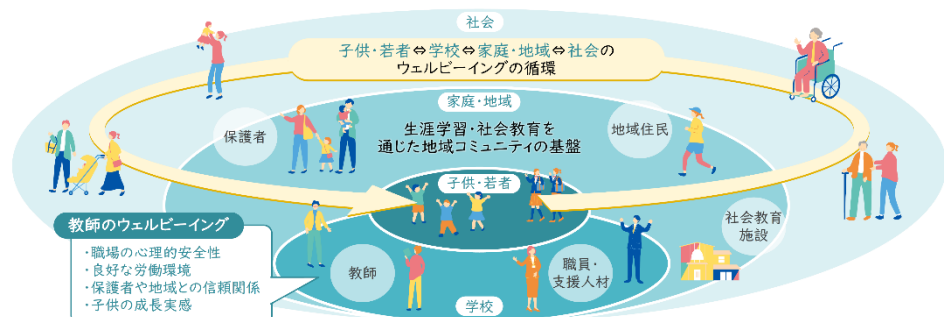 社会
子供・若者⇔学校⇔家庭・地域⇔社会の
ウェルビーイングの循環
家庭・地域
保護者
生涯学習・社会教育を
通じた地域コミュニティの基盤
地域住民
子供・若者
教師のウェルビーイング
・職場の心理的安全性
・良好な労働環境
・保護者や地域との信頼関係
・子供の成長実感
教師
職員・
支援人材
社会教育
施設
学校